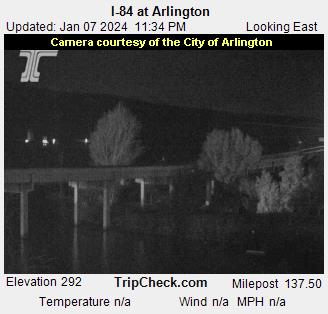 I-84 at Arlington
Updated: Jan 07 2024 11:34 PM Looking East
Camera courtesy of the City of Arlington
Elevation 292 TripCheck.com Milepost 137.50
Temperature n/a Wind n/a MPH n/a